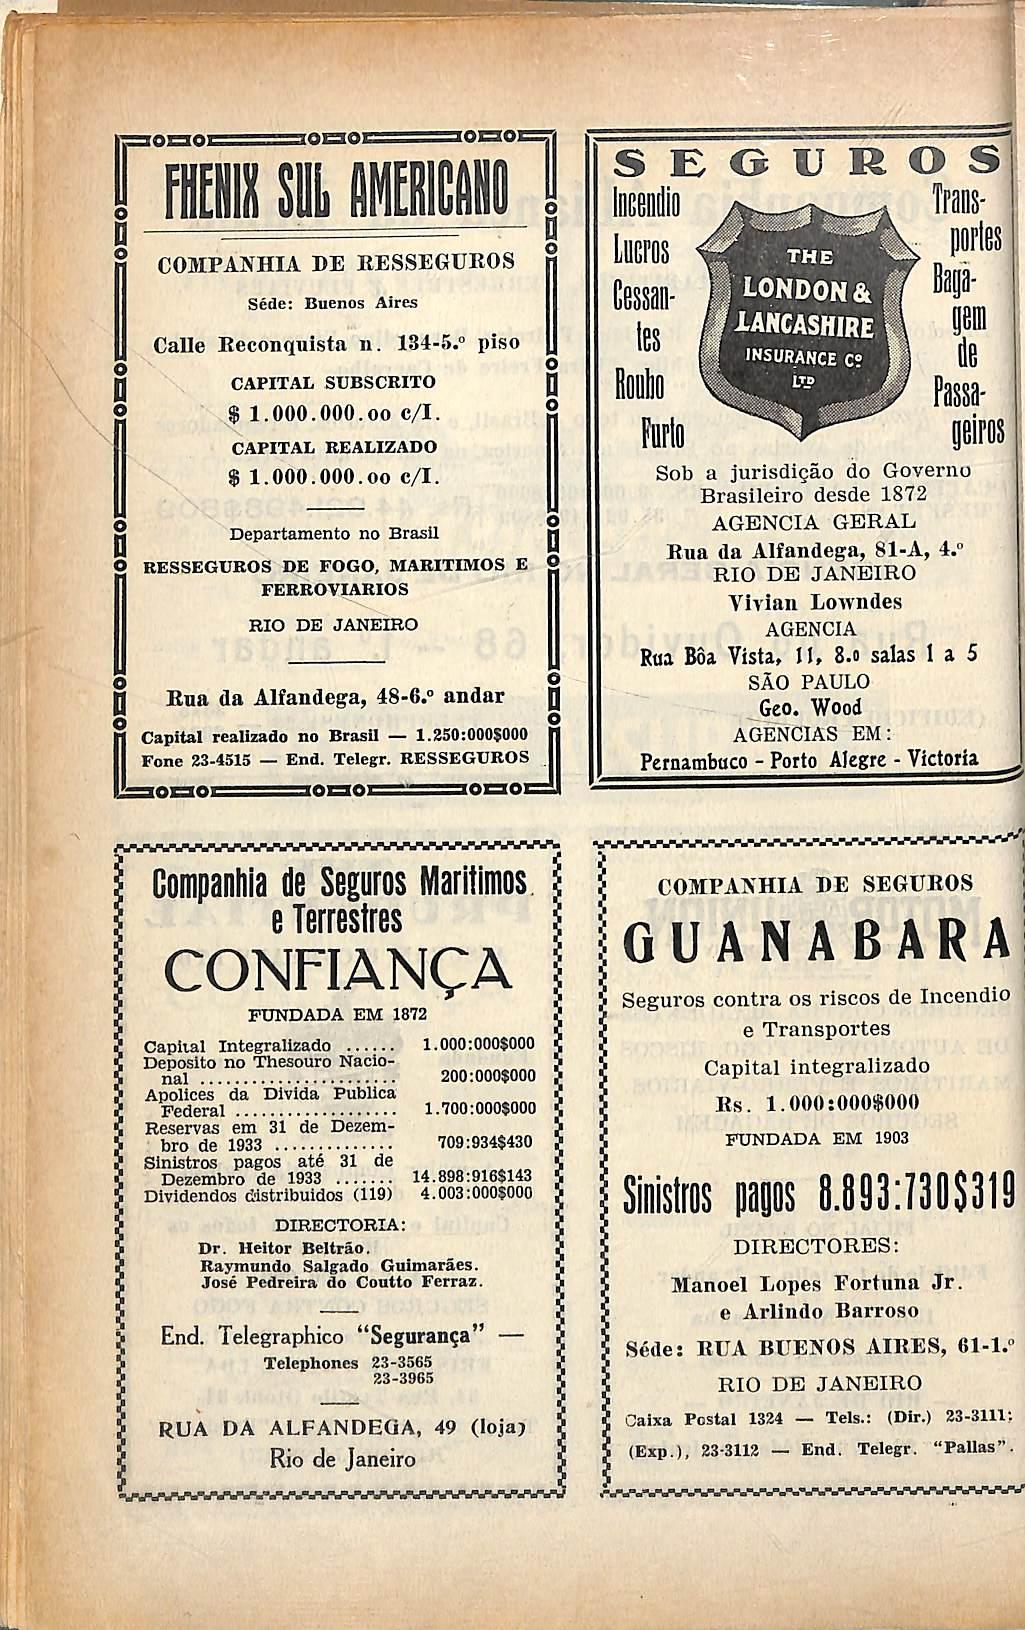 FHENIX SUL AMERICANO
COMPANHIA DE RESSEGUROS
Séde: Buenos Aires
Calle Reconquista n. 134-5.º piso
CAPITAL SUBSCRITO
$ 1.000.000.oo c/I.
CAPITAL REALIZADO
$ 1.000.000.oo c/I.
Departamento no Brasil
RESSEGUROS DE FOGO, MARITIMOS E
FERROVIARIOS
RIO DE JANEIRO
Rua da Alfandega, 48-6.º andar
Capital realizado no Brasil — 1.250:000$000
Fone 23-4515 — End. Telegr. RESSEGUROS
SEGUROS
Incendio
Lucros
Cessan-
tes
Roubo
Furto
THE
LONDON &
LANCASHIRE
INSURANCE Cº
LTD
Trans-
portes
Baga-
gem
de
Passa-
geiros
Sob a jurisdição do Governo
Brasileiro desde 1872
AGENCIA GERAL
Rua da Alfandega, 81-A, 4.º
RIO DE JANEIRO
Vivian Lowndes
AGENCIA
Rua Bôa Vista, 11, 8.º salas 1 a 5
SÃO PAULO
Geo. Wood
AGENCIAS EM:
Pernambuco - Porto Alegre - Victoria
Companhia de Seguros Maritimos
e Terrestres
CONFIANÇA
FUNDADA EM 1872
Capital Integralizado ...... 1.000:000$000
Deposito no Thesouro Nacio-
nal ...................... 200:000$000
Apolices da Divida Publica
Federal .................. 1.700:000$000
Reservas em 31 de Dezem-
bro de 1933 ............. 709:934$430
Sinistros pagos até 31 de
Dezembro de 1933 ....... 14.898:916$143
Dividendos distribuidos (119) 4.003:000$000
DIRECTORIA:
Dr. Heitor Beltrão.
Raymundo Salgado Guimarães.
José Pedreira do Coutto Ferraz.
End. Telegraphico "Segurança" —
Telephones 23-3565
23-3965
RUA DA ALFANDEGA, 49 (loja)
Rio de Janeiro
COMPANHIA DE SEGUROS
GUANABARA
Seguros contra os riscos de Incendio
e Transportes
Capital integralizado
Rs. 1.000:000$000
FUNDADA EM 1903
Sinistros pagos 8.893:730$319
DIRECTORES:
Manoel Lopes Fortuna Jr.
e Arlindo Barroso
Séde: RUA BUENOS AIRES, 61-1.º
RIO DE JANEIRO
Caixa Postal 1324 — Tels.: (Dir.) 23-3111;
(Exp.), 23-3112 — End. Telegr. "Pallas".